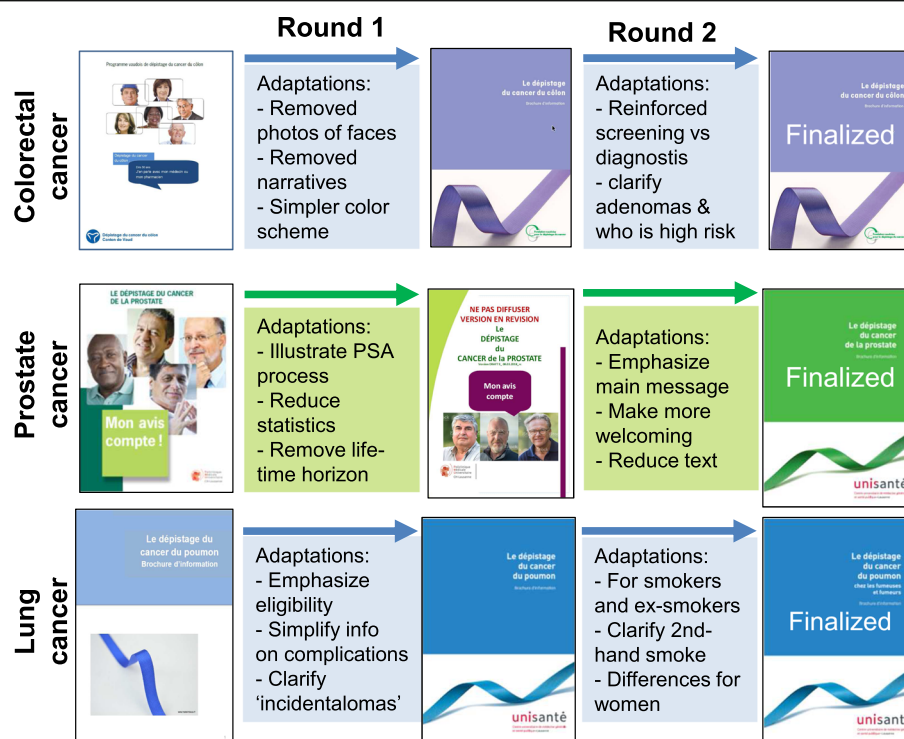 Round 1
Round 2
Colorectal
cancer
Programme vaudois de dépistage du cancer du côlon
Dépistage du cancer
du côlon
Dépistage du cancer du côlon
Canton de Vaud
Adaptations:
- Removed
photos of faces
- Removed
narratives
- Simpler color
scheme
Le dépistage
du cancer du côlon
Brochure d'information
Adaptations:
- Reinforced
screening vs
diagnostis
- clarify
adenomas &
who is high risk
Le dépistage
du cancer du côlon
Brochure d'information
Finalized
Prostate
cancer
LE DÉPISTAGE DU CANCER
DE LA PROSTATE
Mon avis
compte !
Adaptations:
- Illustrate PSA
process
- Reduce
statistics
- Remove life-
time horizon
NE PAS DIFFUSER
VERSION EN REVISION
Le
DÉPISTAGE
du
CANCER de la PROSTATE
Mon avis
compte
Adaptations:
- Emphasize
main message
- Make more
welcoming
- Reduce text
Le dépistage
du cancer
de la prostate
Brochure d'information
Finalized
unisanté
Lung
cancer
Le dépistage du
cancer du poumon
Brochure d'information
Adaptations:
- Emphasize
eligibility
- Simplify info
on complications
- Clarify
'incidentalomas'
Le dépistage
du cancer
du poumon
Brochure d'information
unisanté
Adaptations:
- For smokers
and ex-smokers
- Clarify 2nd-
hand smoke
- Differences for
women
Le dépistage
du cancer
du poumon
chez les fumeuses
et fumeurs
Brochure d'information
Finalized
unisanté